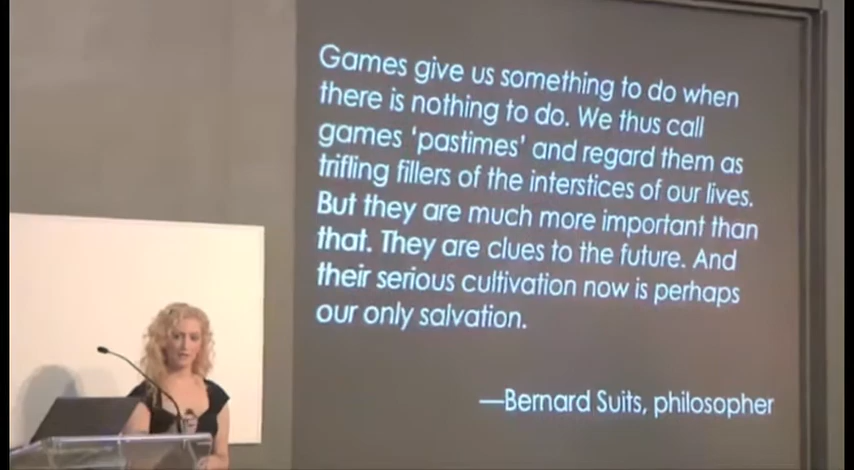 Games give us something to do when
there is nothing to do. We thus call
games 'pastimes' and regard them as
trifling fillers of the interstices of our lives.
But they are much more important than
that. They are clues to the future. And
their serious cultivation now is perhaps
our only salvation.
—Bernard Suits, philosopher